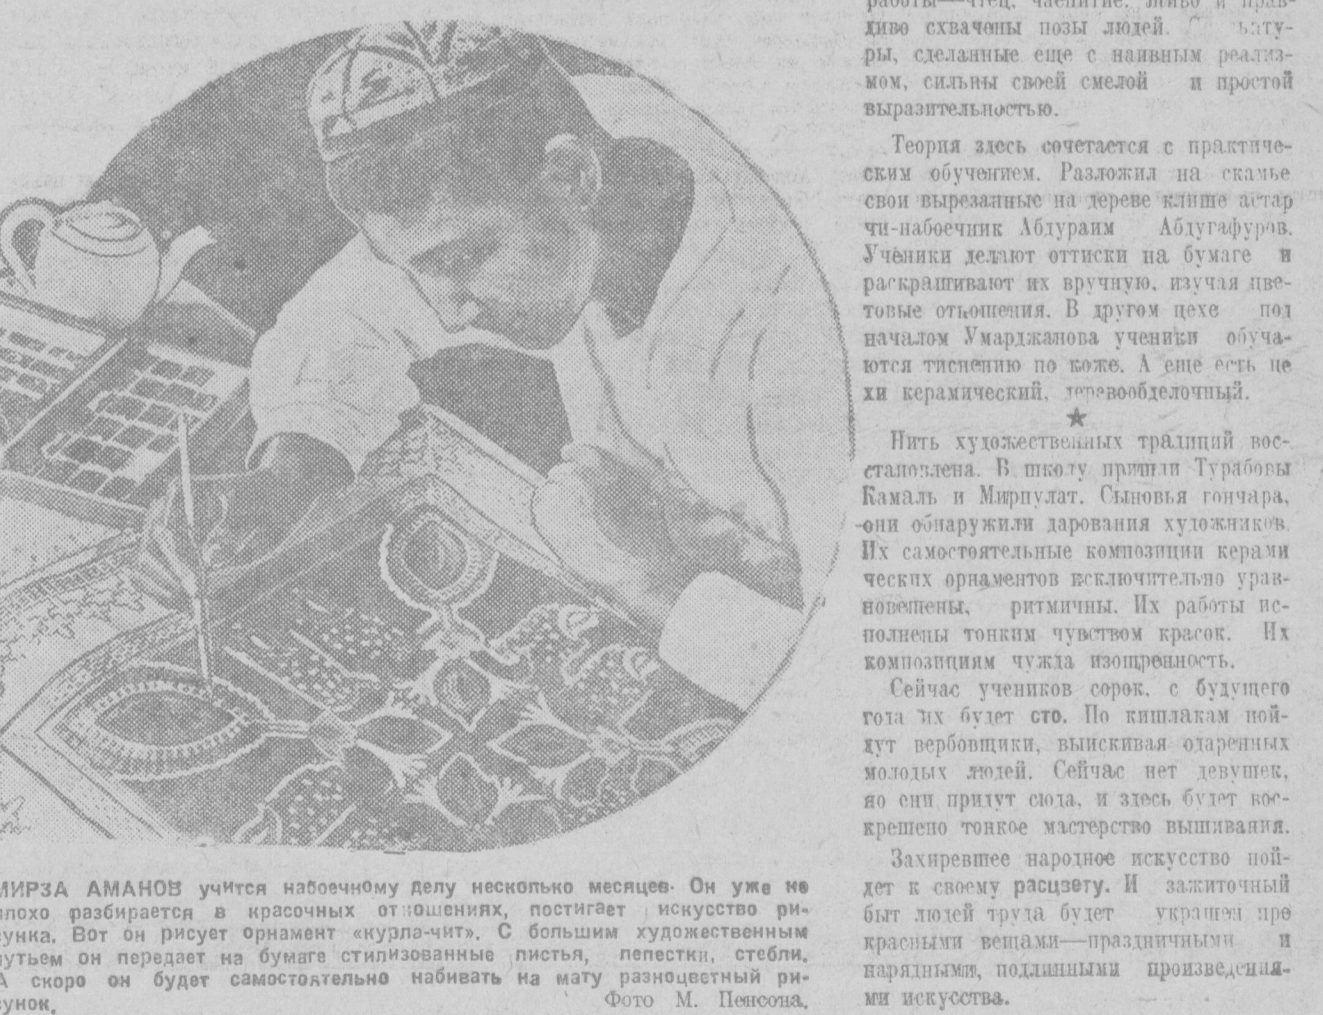 МИРЗА АМАНОВ учится набоечному делу несколько месяцев. Он уже не
плохо разбирается в красочных отношениях, постигает искусство ри-
сунка. Вот он рисует орнамент «курла-чит». С большим художественным
чутьем он передает на бумаге стилизованные листья, лепестки, стебли.
А скоро он будет самостоятельно набивать на мату разноцветный ри-
сунок.
Фото М. Пенсона.
работы—чтец, чаепитие. Живо и прав-
диво схвачены позы людей.
ры, сделанные еще с наивным реализ-
мом, сильны своей смелой и простой
выразительностью.
Теория здесь сочетается с практиче-
ским обучением. Разложил на скамье
свои вырезанные на дереве клише астар
чи-набоечник Абдураим Абдугафуров.
Ученики делают оттиски на бумаге и
раскрашивают их вручную, изучая цве-
товые отношения. В другом цехе под
началом Умарджанова ученики обуча-
ются тиснению по коже. А еще есть це
хи керамический, деревообделочный.
★
Нить художественных традиций вос-
становлена. В школу пришли Турабовы
Камаль и Мирпулат. Сыновья гончара,
они обнаружили дарования художников.
Их самостоятельные композиции керами
ческих орнаментов исключительно урав-
новешены, ритмичны. Их работы ис-
полнены тонким чувством красок. Их
композициям чужда изощренность.
Сейчас учеников сорок, с будущего
года их будет сто. По кишлакам пой-
дут вербовщики, выискивая одаренных
молодых людей. Сейчас нет девушек,
но они придут сюда, и здесь будет вос-
крешено тонкое мастерство вышивания.
Захиревшее народное искусство пой-
дет к своему расцвету. И зажиточный
быт людей труда будет украшен пре
красными вещами—праздничными и
нарядными, подлинными произведения-
ми искусства.